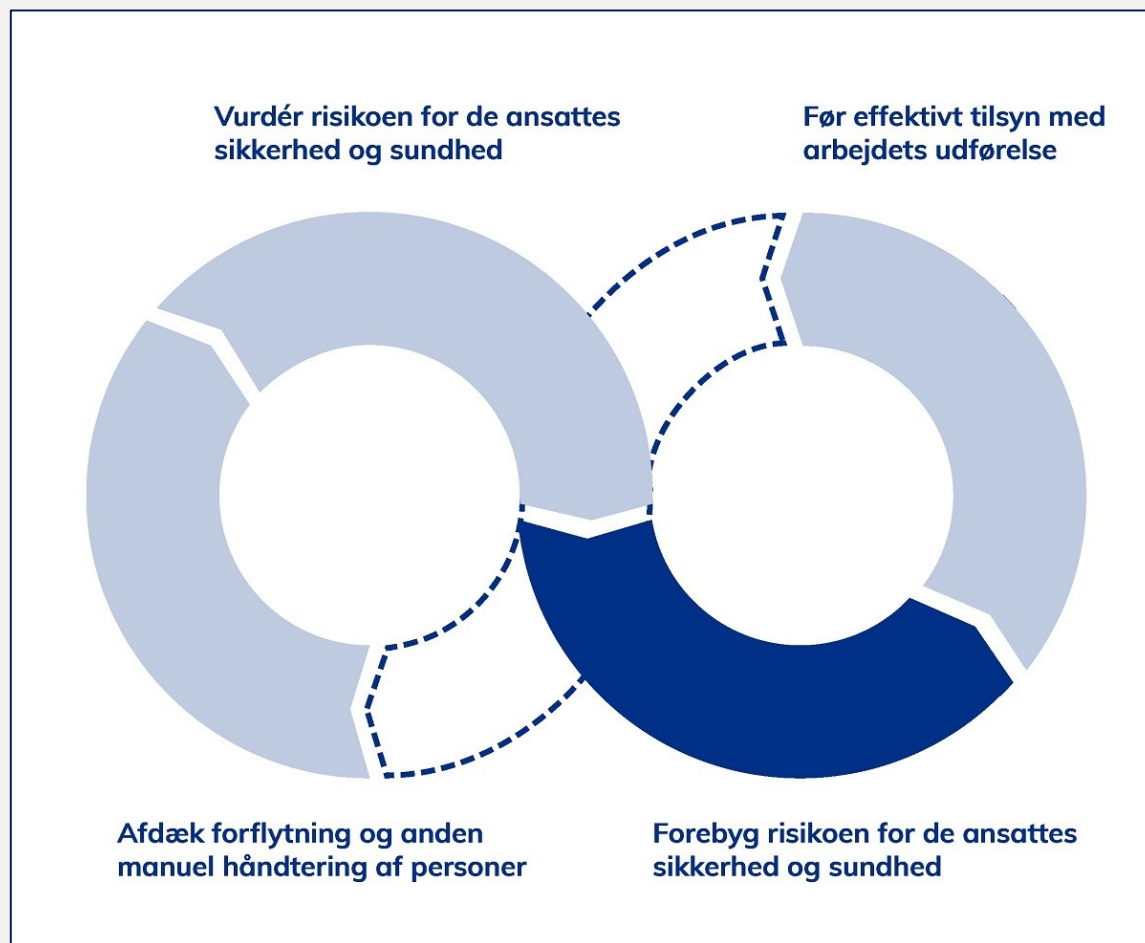 Vurdér risikoen for de ansattes
sikkerhed og sundhed
Før effektivt tilsyn med
arbejdets udførelse
Afdæk forflytning og anden
manuel håndtering af personer
Forebyg risikoen for de ansattes
sikkerhed og sundhed